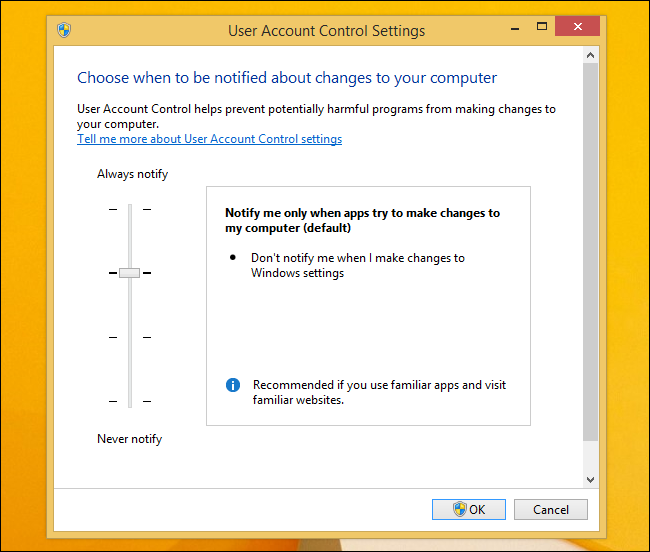 User Account Control Settings
Choose when to be notified about changes to your computer
User Account Control helps prevent potentially harmful programs from making changes to
your computer.
Tell me more about User Account Control settings
Always notify
Notify me only when apps try to make changes to
my computer (default)
Don't notify me when I make changes to
Windows settings
Recommended if you use familiar apps and visit
familiar websites.
Never notify
OK
Cancel